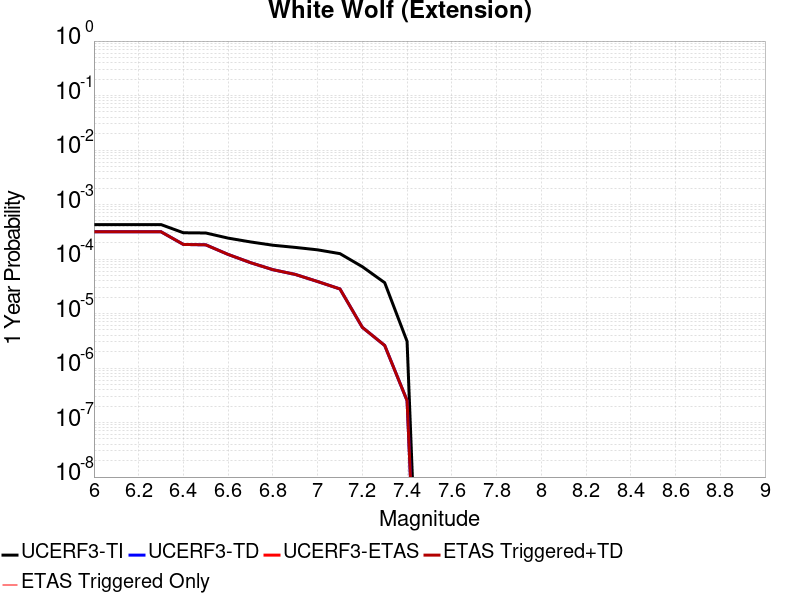 White Wolf (Extension)
10^0
10^-1
10^-2
10^-3
10^-4
10^-5
10^-6
10^-7
10^-8
1 Year Probability
6 6.2 6.4 6.6 6.8 7 7.2 7.4 7.6 7.8 8 8.2 8.4 8.6 8.8 9
Magnitude
UCERF3-TI UCERF3-TD UCERF3-ETAS ETAS Triggered+TD
ETAS Triggered Only